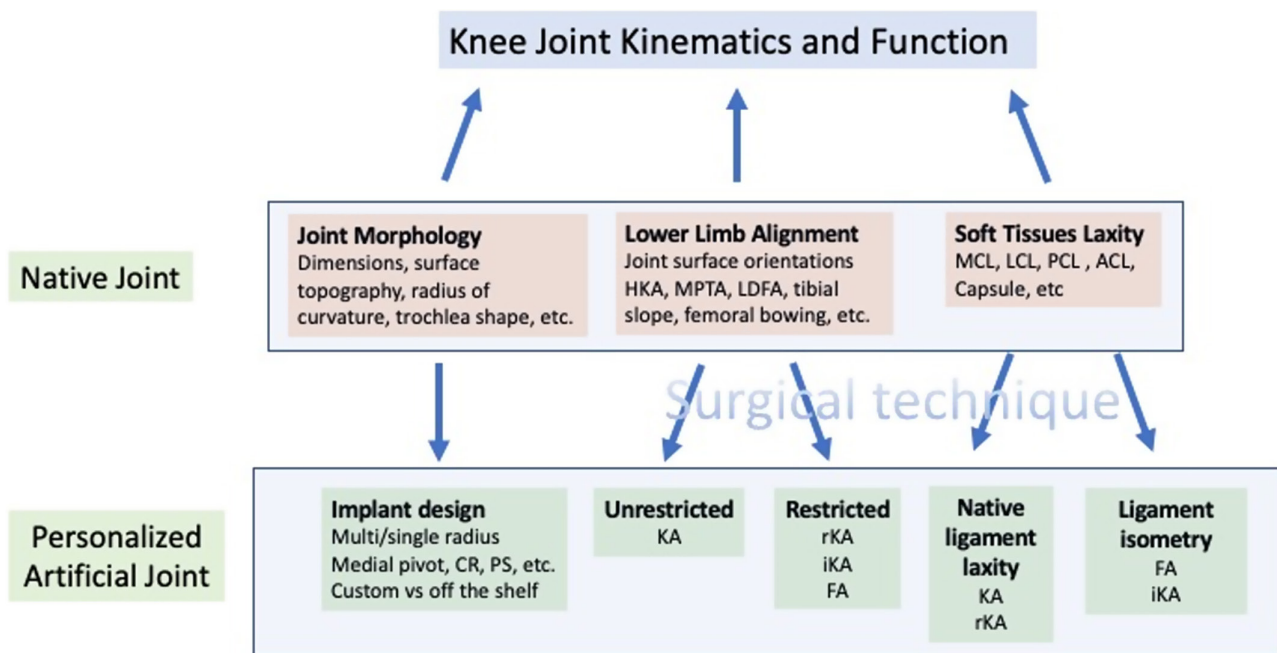 Knee Joint Kinematics and Function
Native Joint
Joint Morphology
Dimensions, surface
topography, radius of
curvature, trochlea shape, etc.
Lower Limb Alignment
Joint surface orientations
HKA, MPTA, LDFA, tibial
slope, femoral bowing, etc.
Soft Tissues Laxity
MCL, LCL, PCL , ACL,
Capsule, etc
Surgical technique
Personalized
Artificial Joint
Implant design
Multi/single radius
Medial pivot, CR, PS, etc.
Custom vs off the shelf
Unrestricted
KA
Restricted
rKA
iKA
FA
Native
ligament
laxity
KA
rKA
Ligament
isometry
FA
iKA